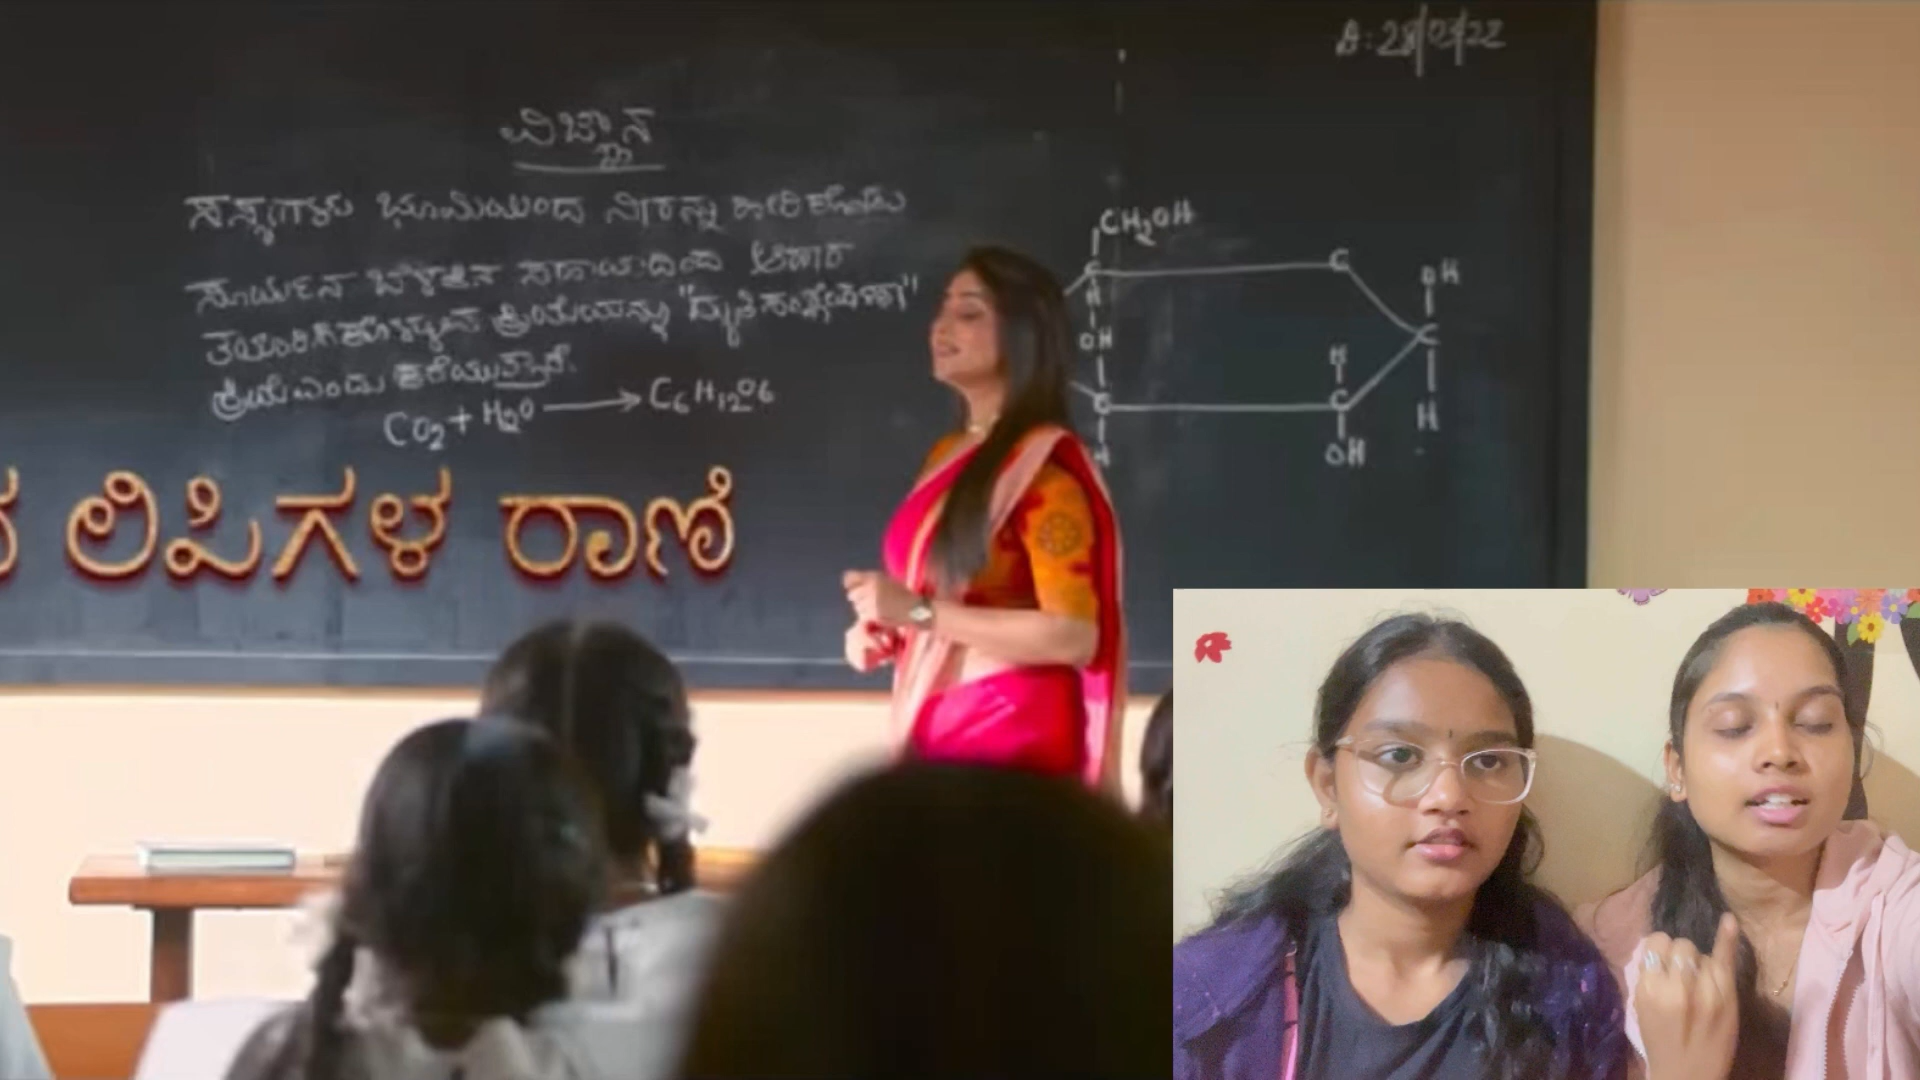 D: 28/03/22
ವಿಜ್ಞಾನ
ಸಸ್ಯಗಳು ಭೂಮಿಯಿಂದ ನೀರನ್ನು ಹೀರಿಕೊಂಡು
ಸೂರ್ಯನ ಬೆಳಕಿನ ಸಹಾಯದಿಂದ ಆಹಾರ
ತಯಾರಿಸಿಕೊಳ್ಳುವ ಕ್ರಿಯೆಯನ್ನು "ದ್ಯುತಿಸಂಶ್ಲೇಷಣಾ"
ಕ್ರಿಯೆ ಎಂದು ಕರೆಯುತ್ತಾರೆ.
CO2 + H2O → C6H12O6
ಲಿಪಿಗಳ ರಾಣಿ
CH2OH
C C
H OH
OH C
H
C C H
H OH